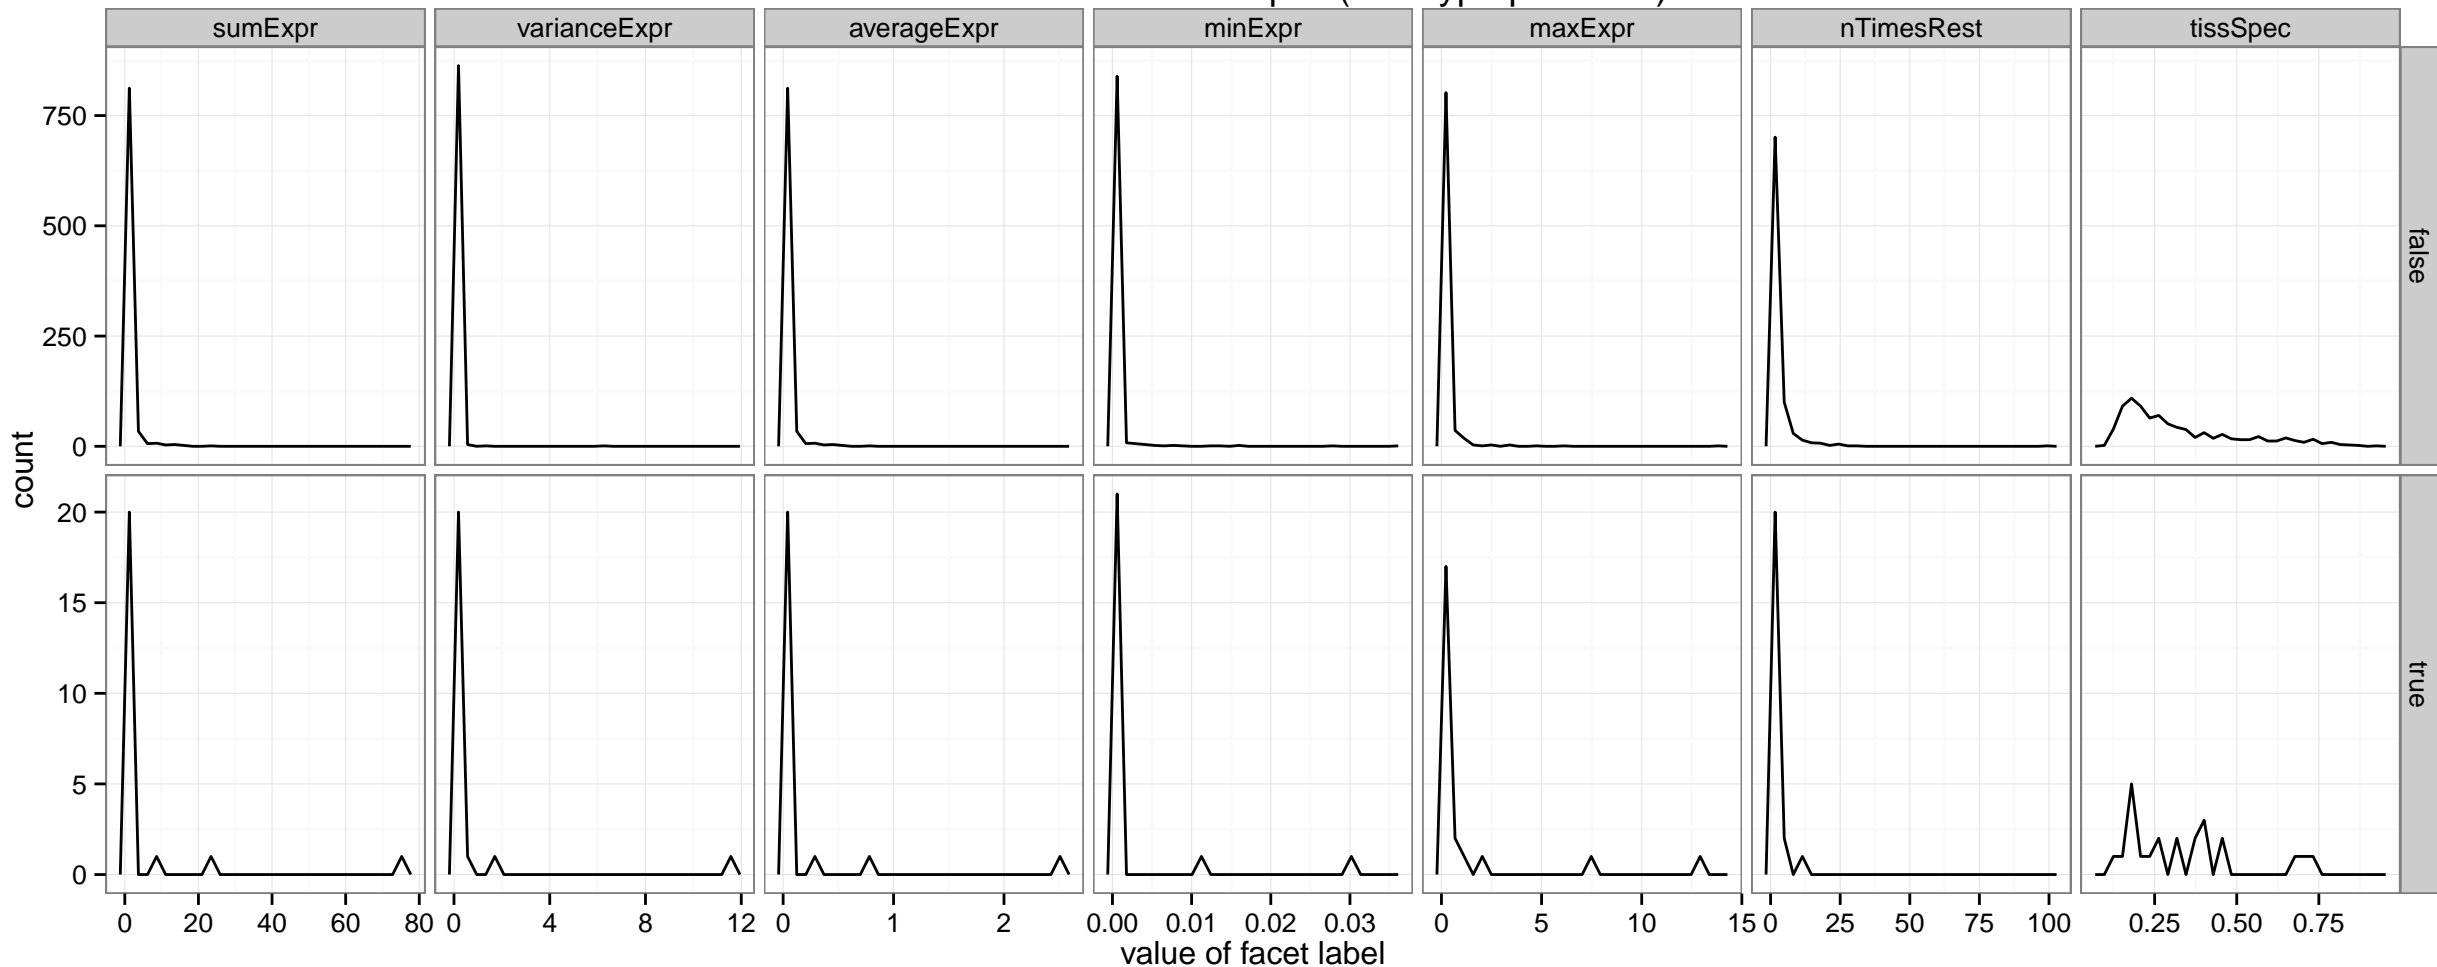 sumExpr varianceExpr averageExpr minExpr maxExpr nTimesRest tissSpec
750
500
250
0
false
count
20
15
10
5
0
true
0 20 40 60 80 0 4 8 12 0 1 2 0.00 0.01 0.02 0.03 0 5 10 15 0 25 50 75 100 0.25 0.50 0.75
value of facet label